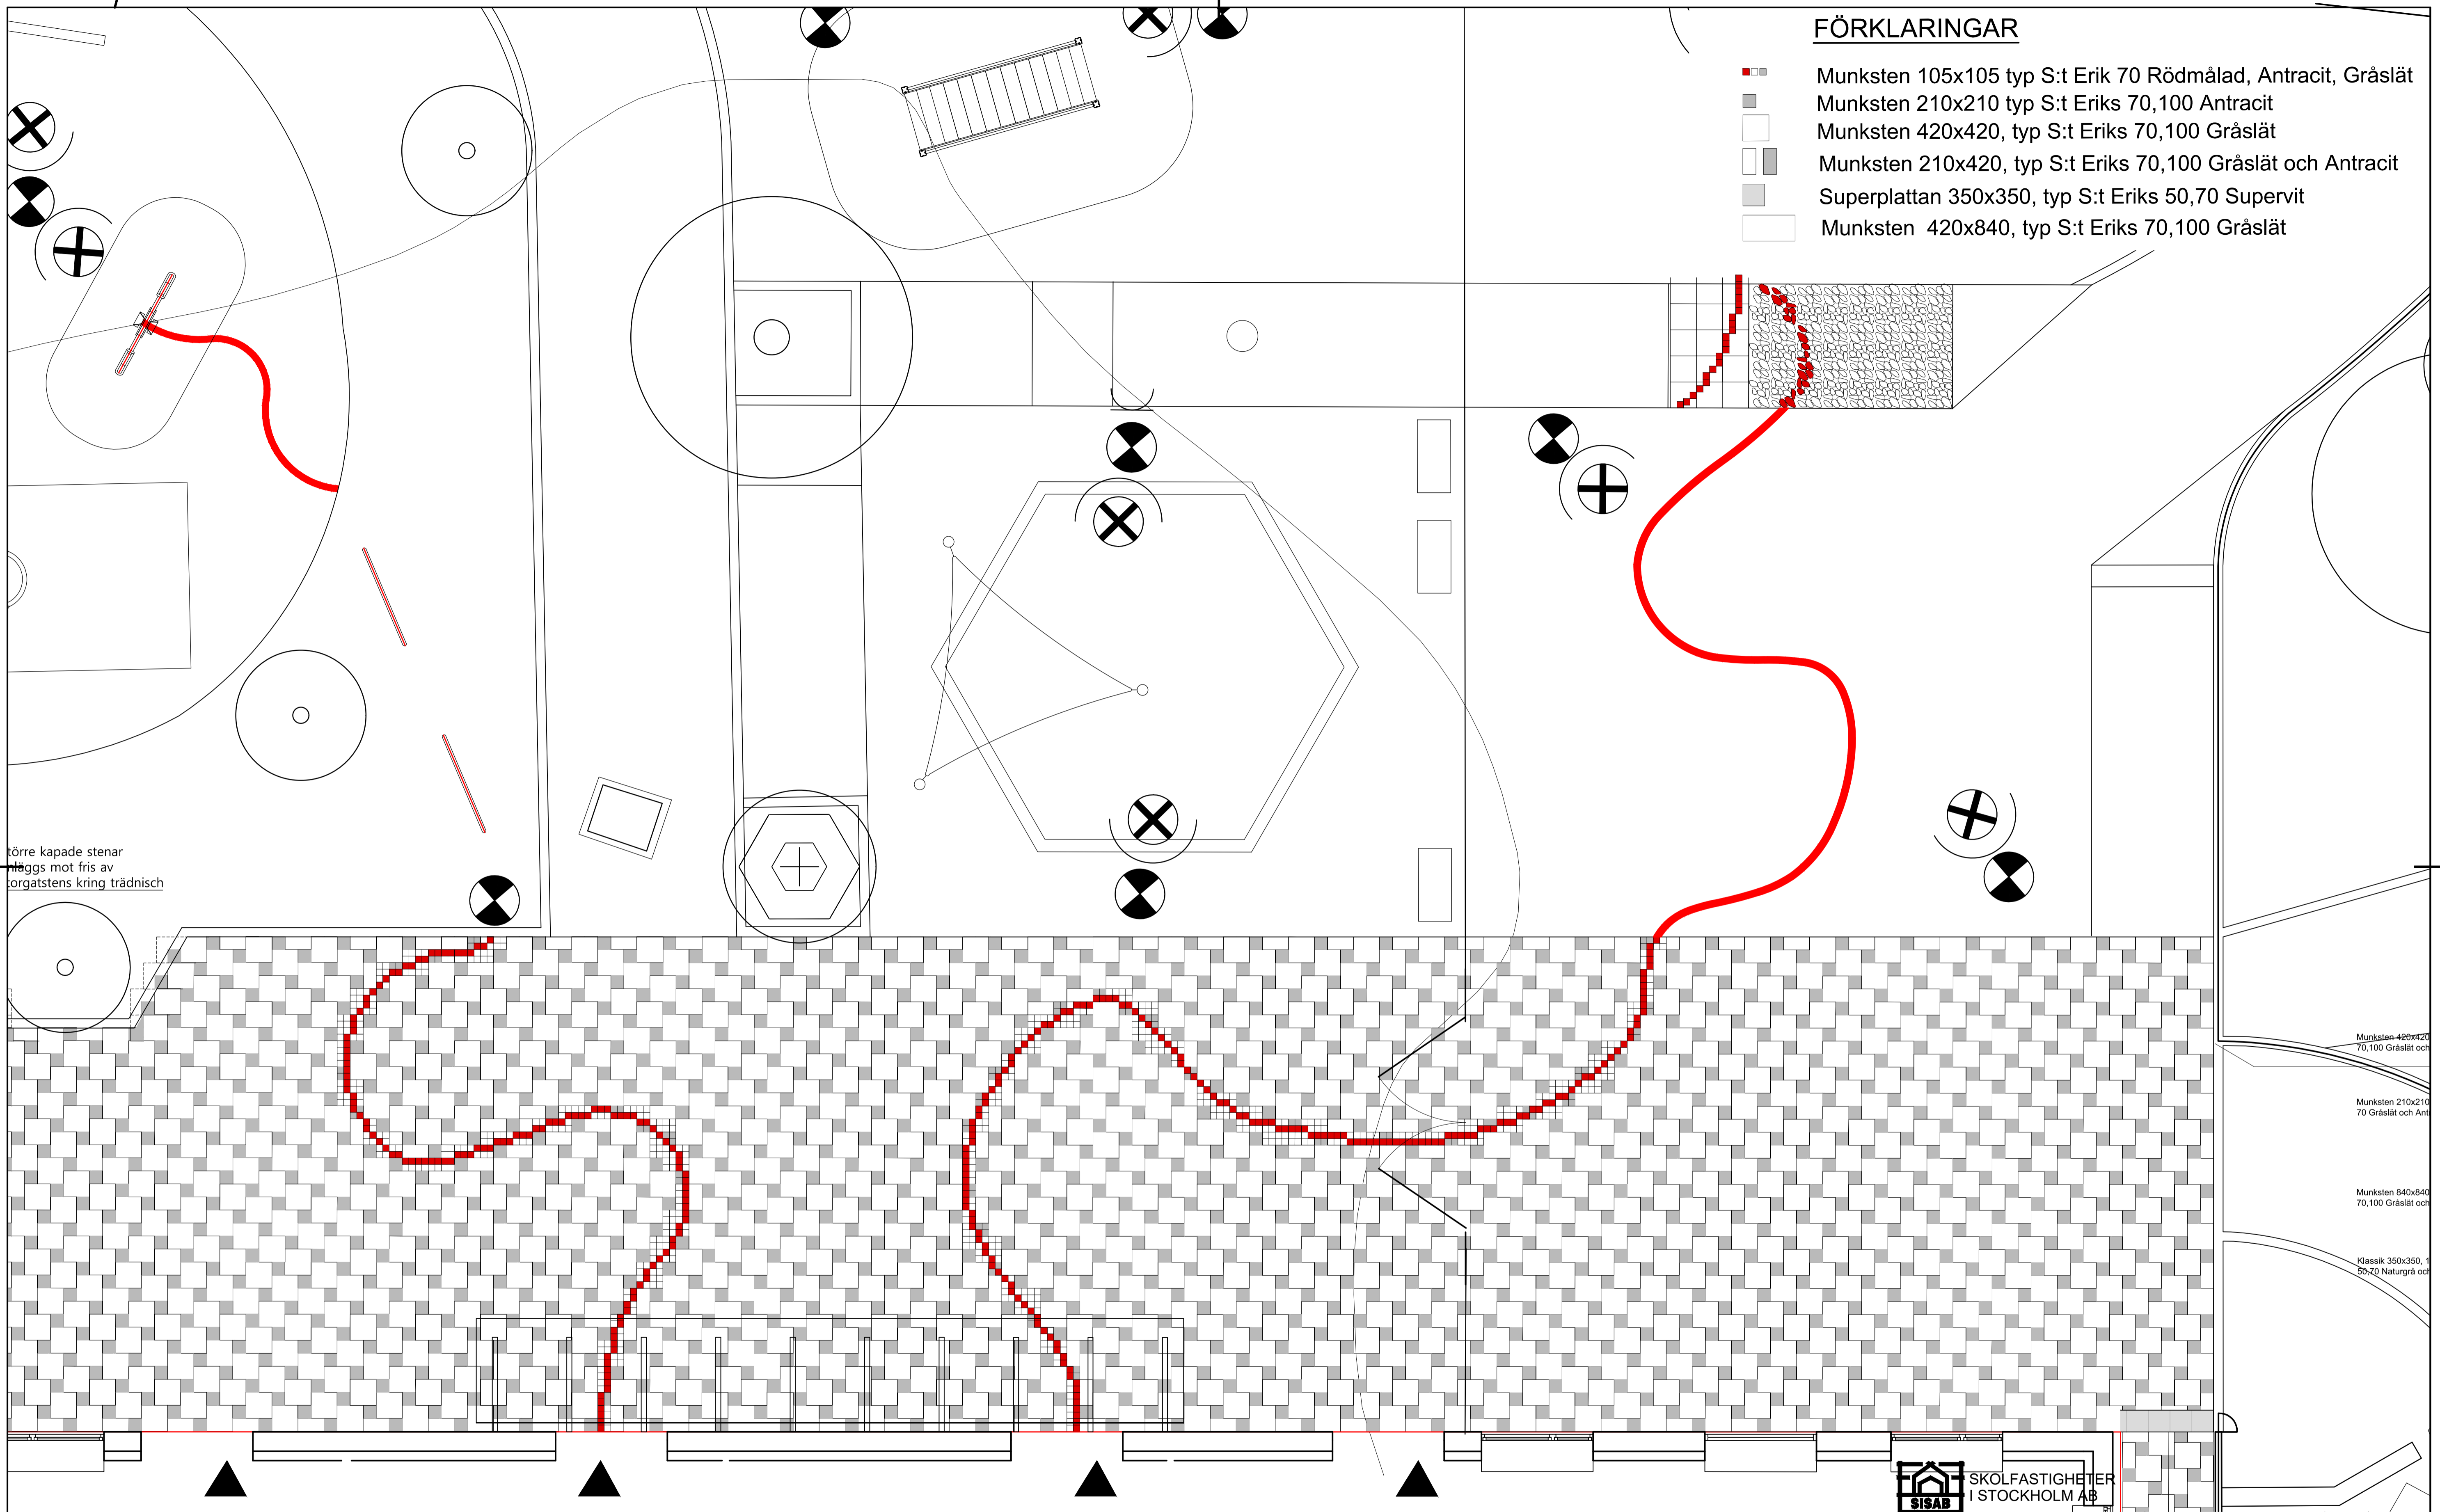 FÖRKLARINGAR
Munksten 105x105 typ S:t Erik 70 Rödmålad, Antracit, Gråslät
Munksten 210x210 typ S:t Eriks 70,100 Antracit
Munksten 420x420, typ S:t Eriks 70,100 Gråslät
Munksten 210x420, typ S:t Eriks 70,100 Gråslät och Antracit
Superplattan 350x350, typ S:t Eriks 50,70 Supervit
Munksten 420x840, typ S:t Eriks 70,100 Gråslät
törre kapade stenar
nläggs mot fris av
torgatstens kring trädnisch
Munksten 420x420
70,100 Gråslät och
Munksten 210x210
70 Gråslät och Ant
Munksten 840x840
70,100 Gråslät och
Klassik 350x350, 1
50,70 Naturgrå och
SISAB
SKOLFASTIGHETER
I STOCKHOLM AB